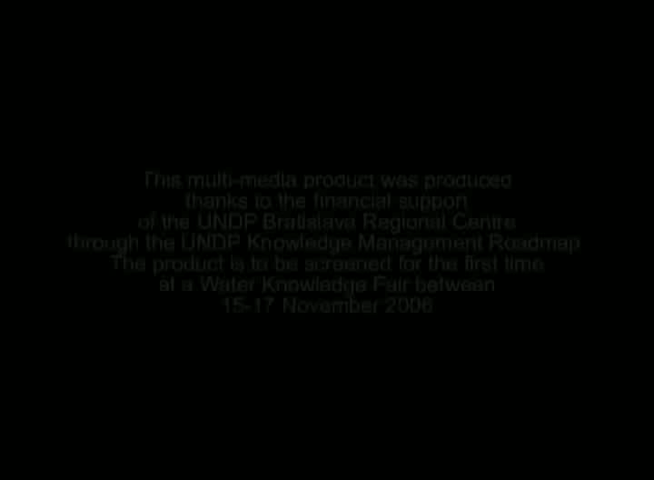 This multi-media product was produced
thanks to the financial support
of the UNDP Bratislava Regional Centre
through the UNDP Knowledge Management Roadmap
The product is to be screened for the first time
at a Water Knowledge Fair between
15-17 November 2006